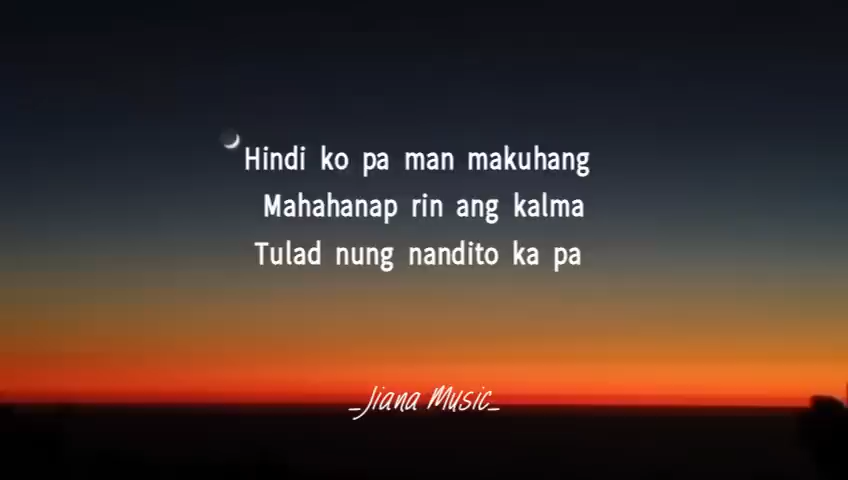 Hindi ko pa man makuhang
Mahahanap rin ang kalma
Tulad nung nandito ka pa
_Jiana Music_